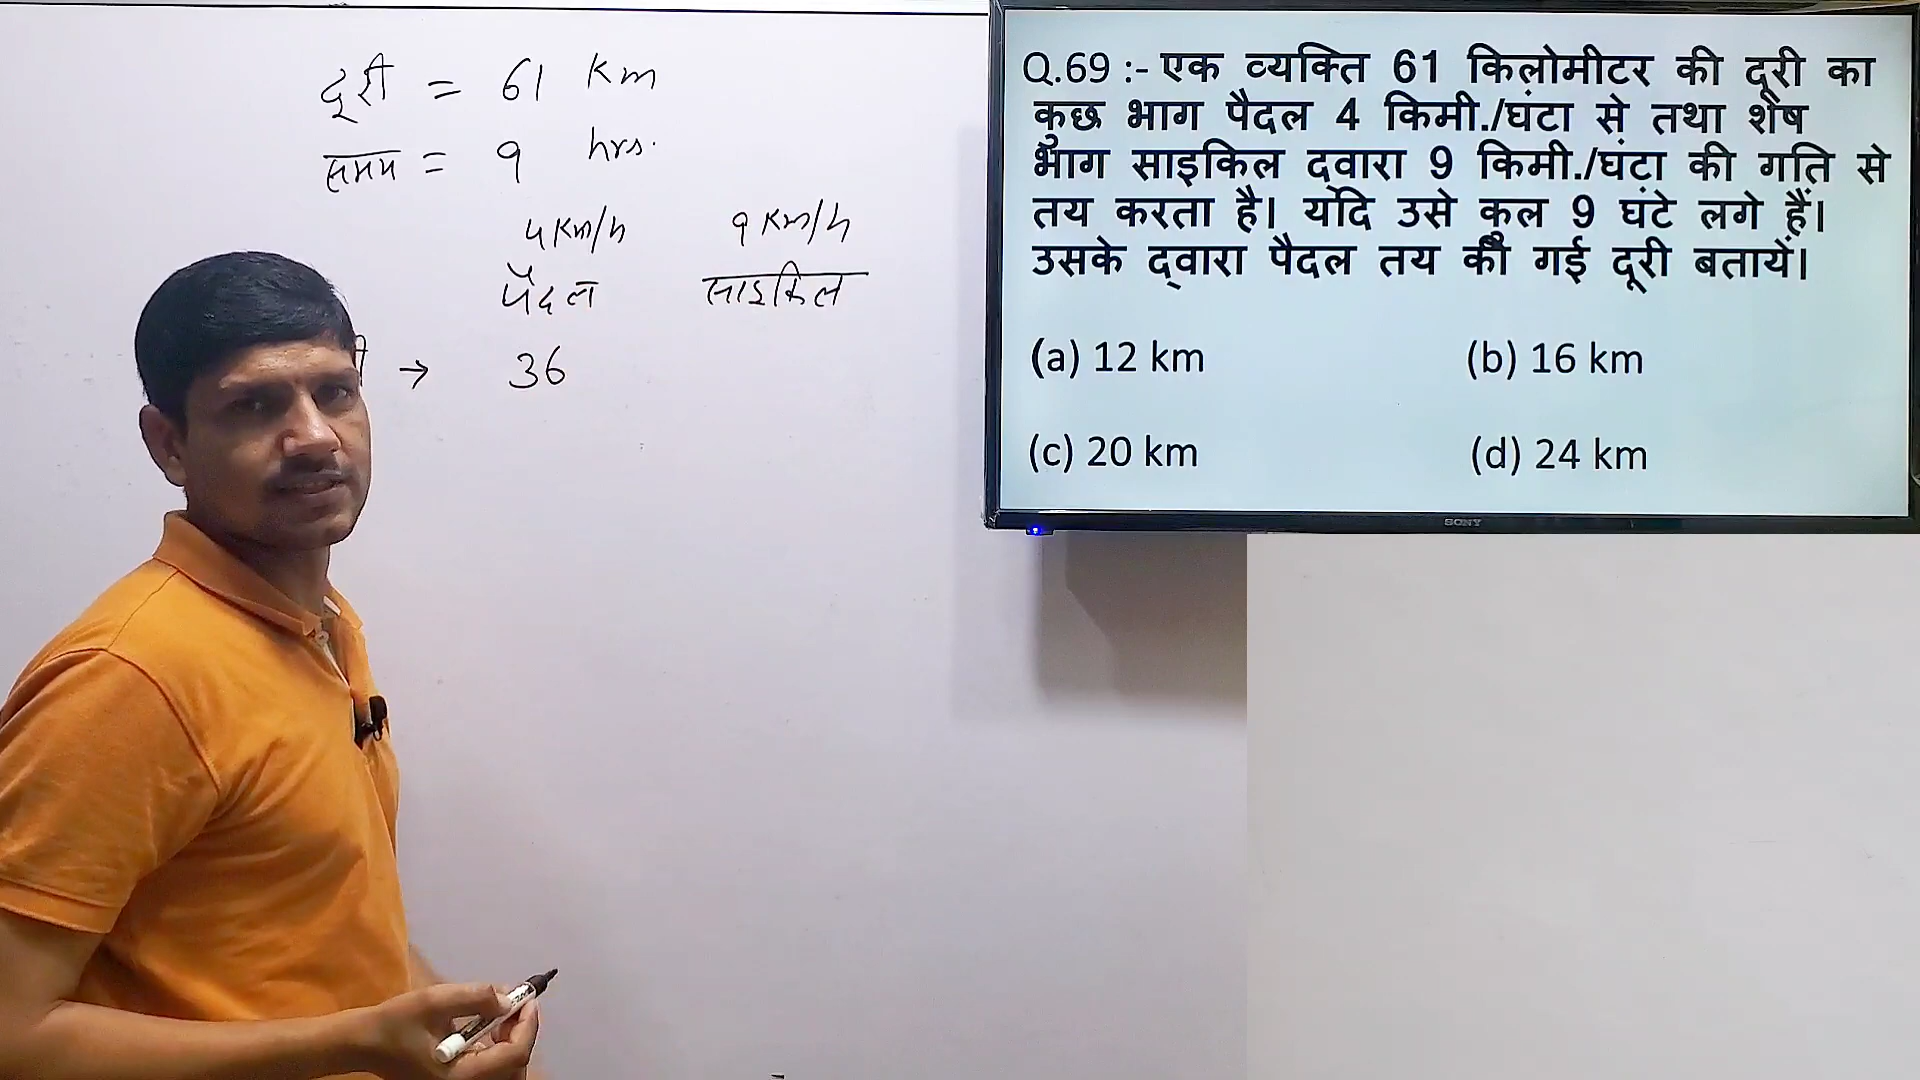 दूरी = 61 Km
समय = 9 hrs.
4 Km/h 9 Km/h
पैदल साइकिल
→ 36
Q.69 :- एक व्यक्ति 61 किलोमीटर की दूरी का
कुछ भाग पैदल 4 किमी./घंटा से तथा शेष
भाग साइकिल द्वारा 9 किमी./घंटा की गति से
तय करता है। यदि उसे कुल 9 घंटे लगे हैं।
उसके द्वारा पैदल तय की गई दूरी बतायें।
(a) 12 km (b) 16 km
(c) 20 km (d) 24 km
SONY